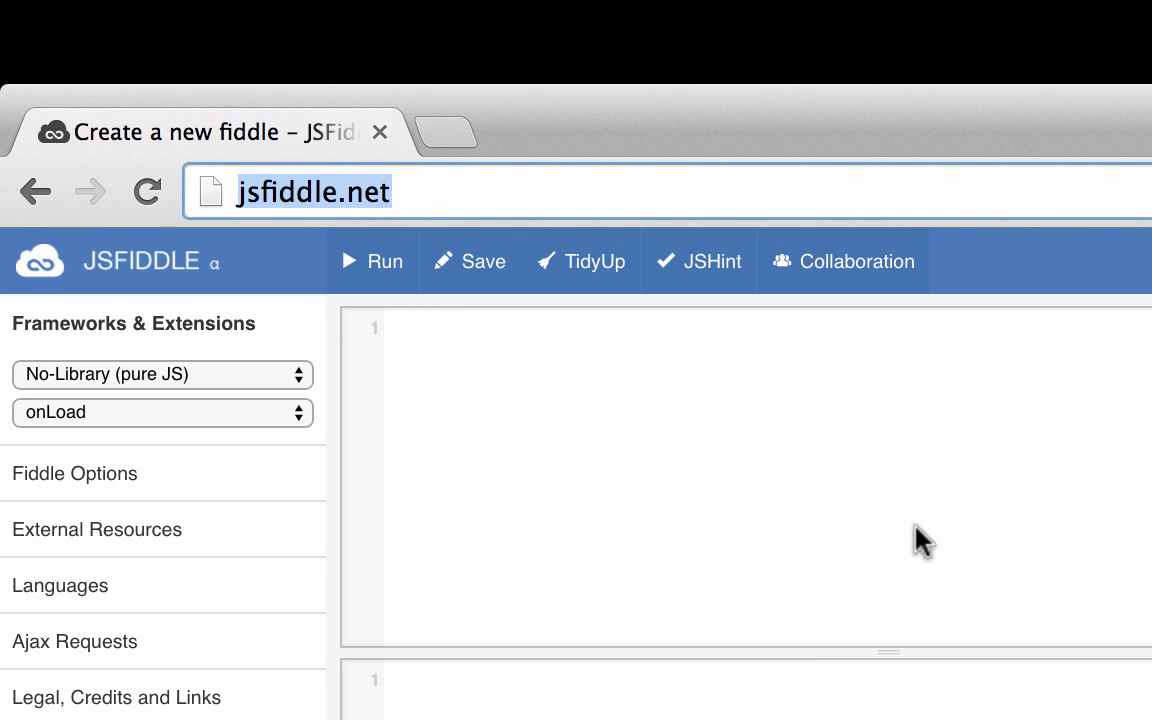 Create a new fiddle – JSFid
jsfiddle.net
JSFIDDLE α
Run
Save
TidyUp
JSHint
Collaboration
Frameworks & Extensions
No-Library (pure JS)
onLoad
Fiddle Options
External Resources
Languages
Ajax Requests
Legal, Credits and Links
1
1